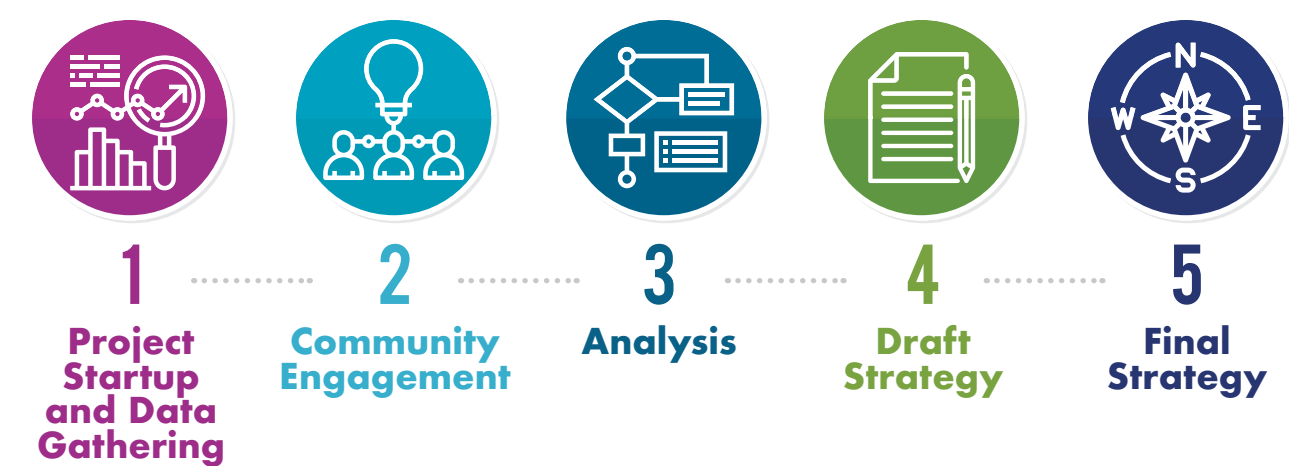 N
W E
S
1
Project
Startup
and Data
Gathering
2
Community
Engagement
3
Analysis
4
Draft
Strategy
5
Final
Strategy